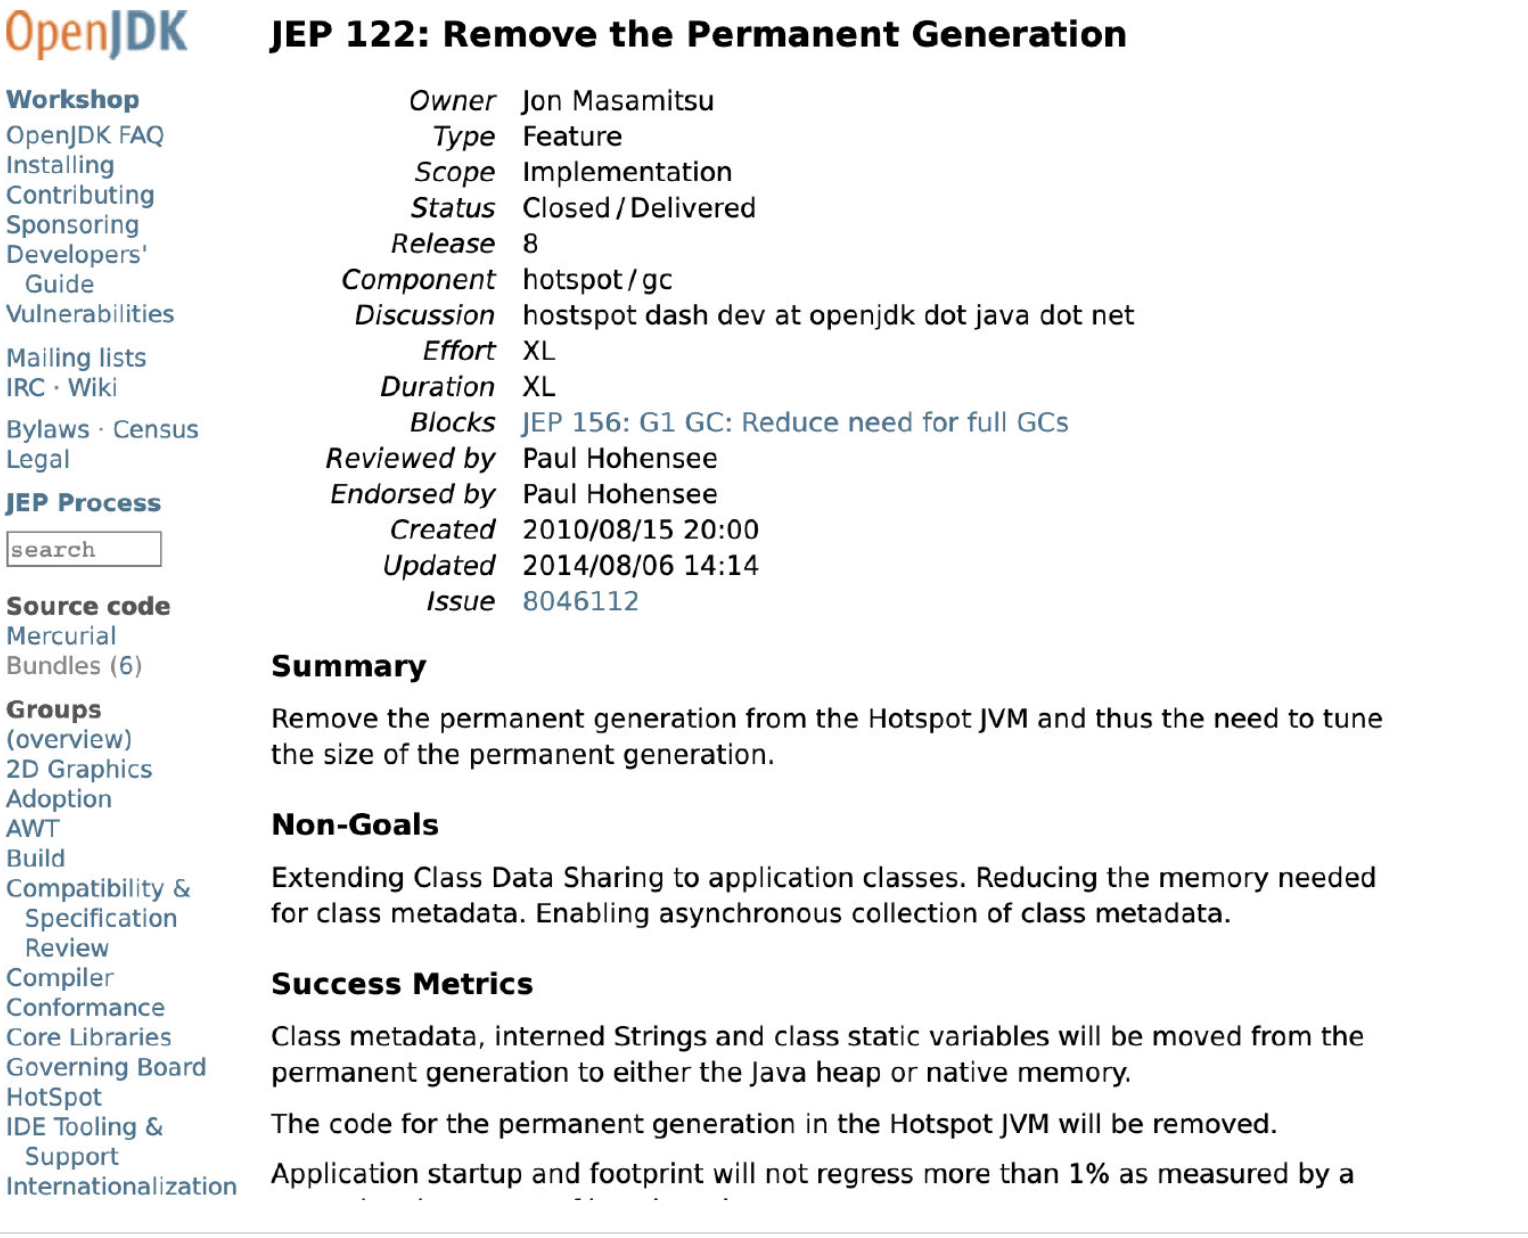 OpenJDK
Workshop
OpenJDK FAQ
Installing
Contributing
Sponsoring
Developers'
Guide
Vulnerabilities
Mailing lists
IRC · Wiki
Bylaws · Census
Legal
JEP Process
search
Source code
Mercurial
Bundles (6)
Groups
(overview)
2D Graphics
Adoption
AWT
Build
Compatibility &
Specification
Review
Compiler
Conformance
Core Libraries
Governing Board
HotSpot
IDE Tooling &
Support
Internationalization
JEP 122: Remove the Permanent Generation
Owner Jon Masamitsu
Type Feature
Scope Implementation
Status Closed / Delivered
Release 8
Component hotspot / gc
Discussion hostspot dash dev at openjdk dot java dot net
Effort XL
Duration XL
Blocks JEP 156: G1 GC: Reduce need for full GCs
Reviewed by Paul Hohensee
Endorsed by Paul Hohensee
Created 2010/08/15 20:00
Updated 2014/08/06 14:14
Issue 8046112
Summary
Remove the permanent generation from the Hotspot JVM and thus the need to tune
the size of the permanent generation.
Non-Goals
Extending Class Data Sharing to application classes. Reducing the memory needed
for class metadata. Enabling asynchronous collection of class metadata.
Success Metrics
Class metadata, interned Strings and class static variables will be moved from the
permanent generation to either the Java heap or native memory.
The code for the permanent generation in the Hotspot JVM will be removed.
Application startup and footprint will not regress more than 1% as measured by a